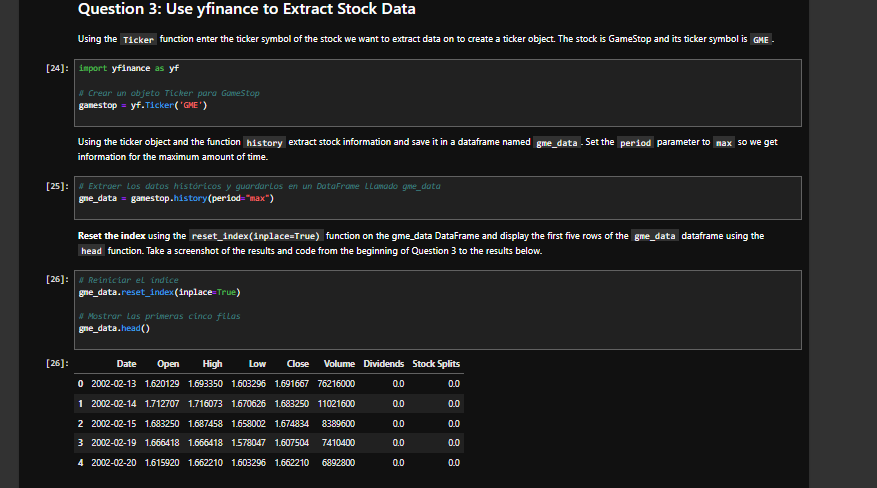 Question 3: Use yfinance to Extract Stock Data
Using the Ticker function enter the ticker symbol of the stock we want to extract data on to create a ticker object. The stock is GameStop and its ticker symbol is GME.
[24]: import yfinance as yf
# Crear un objeto Ticker para GameStop
gamestop = yf.Ticker('GME')
Using the ticker object and the function history extract stock information and save it in a dataframe named gme_data. Set the period parameter to max so we get
information for the maximum amount of time.
[25]: # Extraer los datos históricos y guardarlos en un DataFrame llamado gme_data
gme_data = gamestop.history(period="max")
Reset the index using the reset_index(inplace=True) function on the gme_data DataFrame and display the first five rows of the gme_data dataframe using the
head function. Take a screenshot of the results and code from the beginning of Question 3 to the results below.
[26]: # Reiniciar el índice
gme_data.reset_index(inplace=True)
# Mostrar las primeras cinco filas
gme_data.head()
[26]: Date Open High Low Close Volume Dividends Stock Splits
0 2002-02-13 1.620129 1.693350 1.603296 1.691667 76216000 0.0 0.0
1 2002-02-14 1.712707 1.716073 1.670626 1.683250 11021600 0.0 0.0
2 2002-02-15 1.683250 1.687458 1.658002 1.674834 8389600 0.0 0.0
3 2002-02-19 1.666418 1.666418 1.578047 1.607504 7410400 0.0 0.0
4 2002-02-20 1.615920 1.662210 1.603296 1.662210 6892800 0.0 0.0